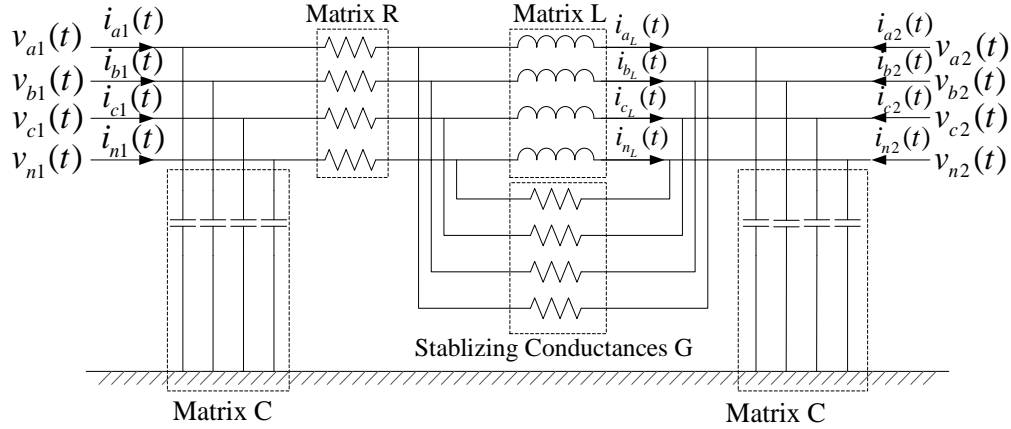 Matrix R
Matrix L
i_{a1}(t)
i_{a_L}(t)
i_{a2}(t)
v_{a1}(t)
v_{a2}(t)
i_{b1}(t)
i_{b_L}(t)
i_{b2}(t)
v_{b1}(t)
v_{b2}(t)
i_{c1}(t)
i_{c_L}(t)
i_{c2}(t)
v_{c1}(t)
v_{c2}(t)
i_{n1}(t)
i_{n_L}(t)
i_{n2}(t)
v_{n1}(t)
v_{n2}(t)
Stablizing Conductances G
Matrix C
Matrix C